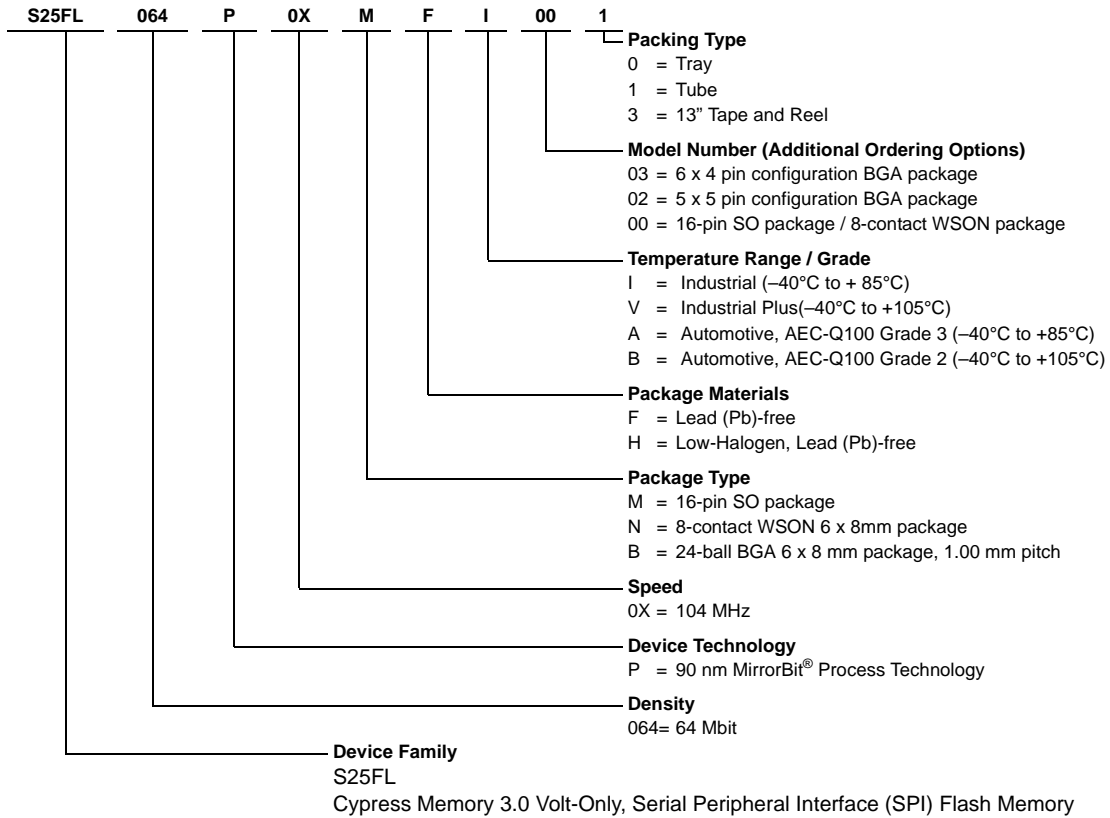 S25FL 064 P 0X M F I 00 1
Packing Type
0 = Tray
1 = Tube
3 = 13” Tape and Reel
Model Number (Additional Ordering Options)
03 = 6 x 4 pin configuration BGA package
02 = 5 x 5 pin configuration BGA package
00 = 16-pin SO package / 8-contact WSON package
Temperature Range / Grade
I = Industrial (–40°C to + 85°C)
V = Industrial Plus(–40°C to +105°C)
A = Automotive, AEC-Q100 Grade 3 (–40°C to +85°C)
B = Automotive, AEC-Q100 Grade 2 (–40°C to +105°C)
Package Materials
F = Lead (Pb)-free
H = Low-Halogen, Lead (Pb)-free
Package Type
M = 16-pin SO package
N = 8-contact WSON 6 x 8mm package
B = 24-ball BGA 6 x 8 mm package, 1.00 mm pitch
Speed
0X = 104 MHz
Device Technology
P = 90 nm MirrorBit® Process Technology
Density
064= 64 Mbit
Device Family
S25FL
Cypress Memory 3.0 Volt-Only, Serial Peripheral Interface (SPI) Flash Memory